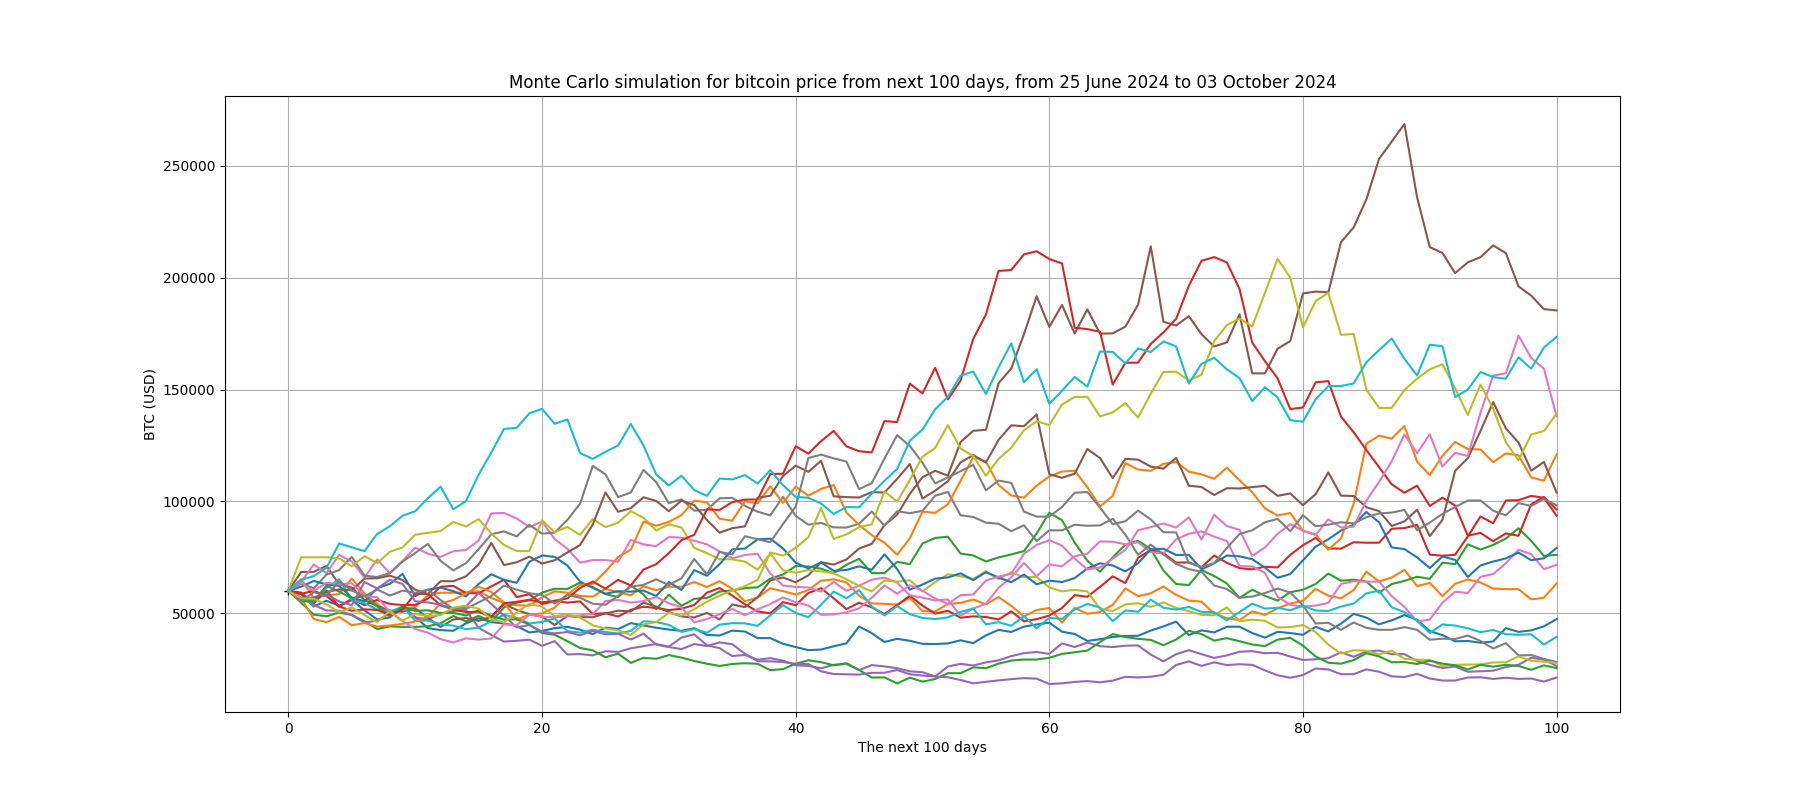 Monte Carlo simulation for bitcoin price from next 100 days, from 25 June 2024 to 03 October 2024
250000
200000
150000
100000
50000
BTC (USD)
0 20 40 60 80 100
The next 100 days